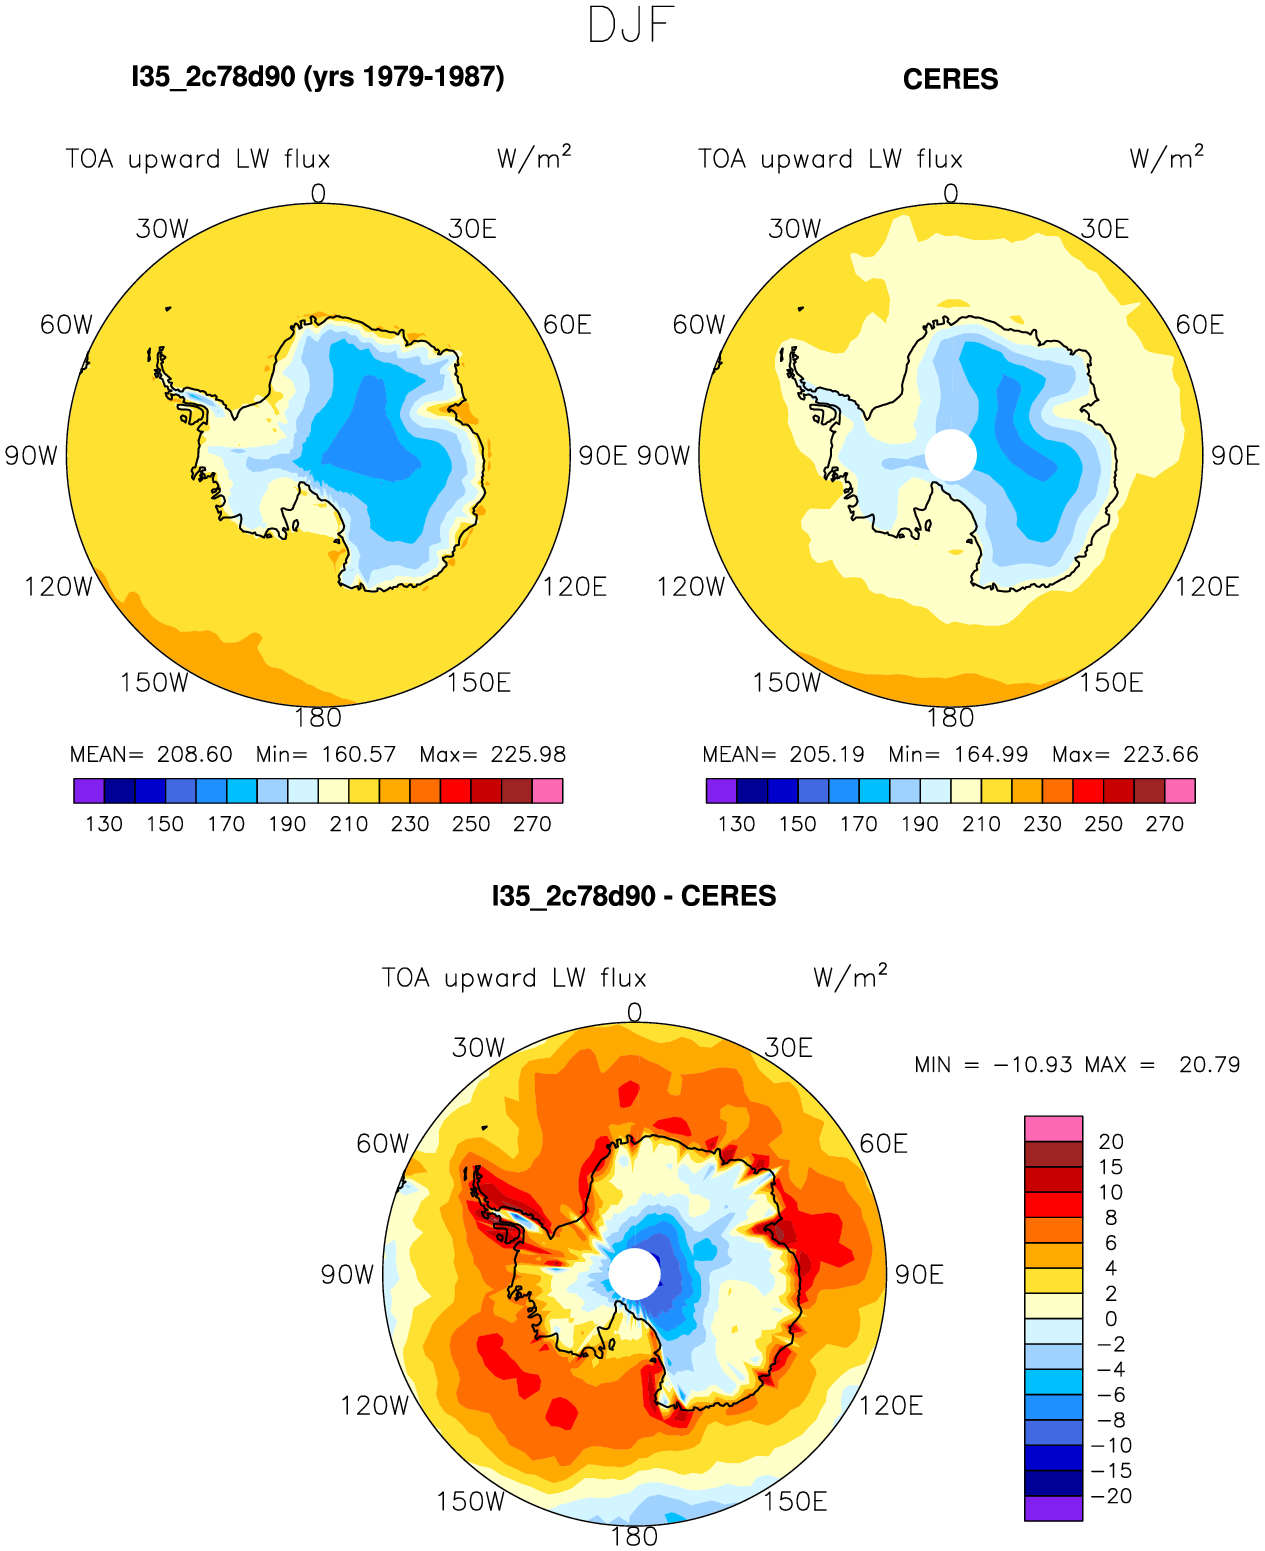 DJF
I35_2c78d90 (yrs 1979-1987)
CERES
TOA upward LW flux W/m²
TOA upward LW flux W/m²
0
30W 30E
60W 60E
90W 90E
120W 120E
150W 150E
180
0
30W 30E
60W 60E
90W 90E
120W 120E
150W 150E
180
MEAN= 208.60 Min= 160.57 Max= 225.98
MEAN= 205.19 Min= 164.99 Max= 223.66
130 150 170 190 210 230 250 270
130 150 170 190 210 230 250 270
I35_2c78d90 - CERES
TOA upward LW flux W/m²
0
30W 30E
60W 60E
90W 90E
120W 120E
150W 150E
180
MIN = −10.93 MAX = 20.79
20
15
10
8
6
4
2
0
−2
−4
−6
−8
−10
−15
−20